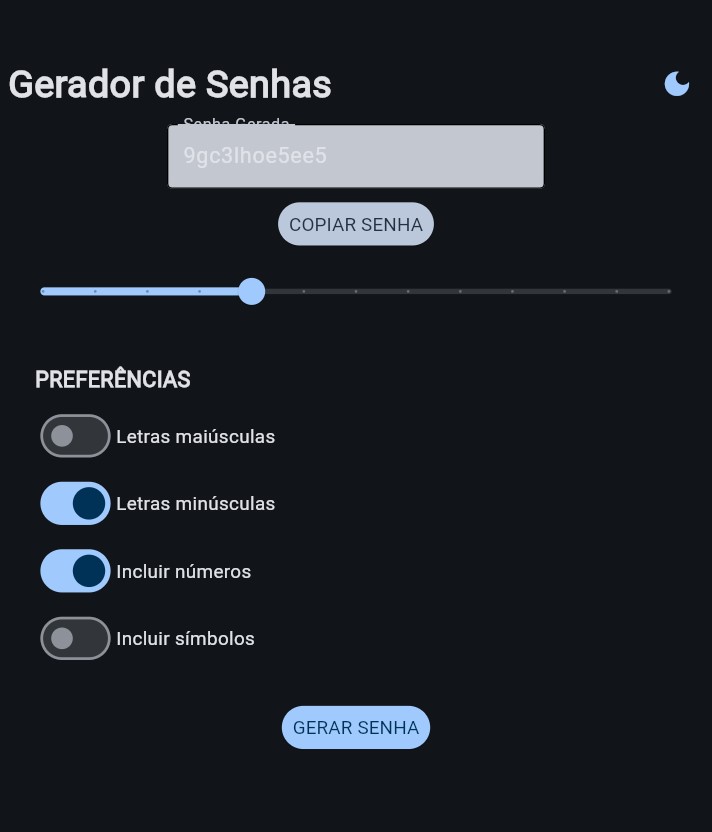 Gerador de Senhas
Senha Gerada
9gc3lhoe5ee5
COPIAR SENHA
PREFERÊNCIAS
Letras maiúsculas
Letras minúsculas
Incluir números
Incluir símbolos
GERAR SENHA